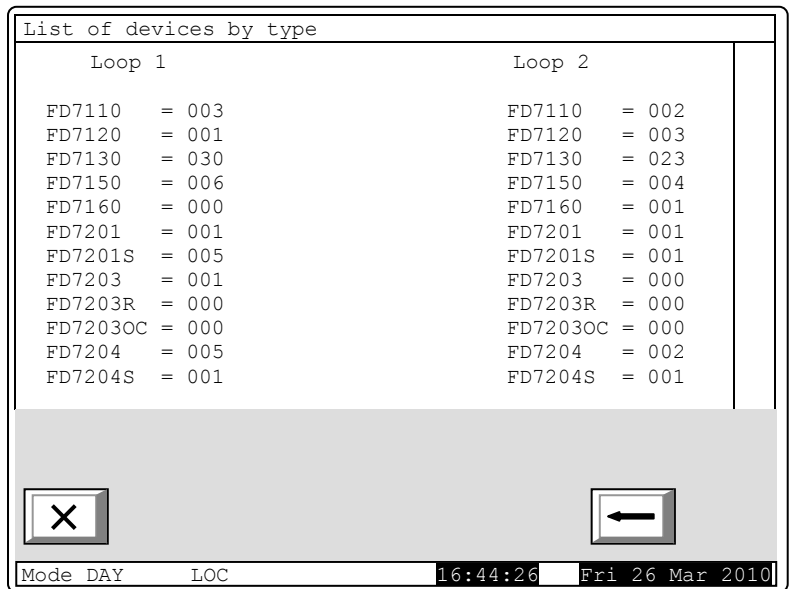 List of devices by type
Loop 1 Loop 2
FD7110 = 003 FD7110 = 002
FD7120 = 001 FD7120 = 003
FD7130 = 030 FD7130 = 023
FD7150 = 006 FD7150 = 004
FD7160 = 000 FD7160 = 001
FD7201 = 001 FD7201 = 001
FD7201S = 005 FD7201S = 001
FD7203 = 001 FD7203 = 000
FD7203R = 000 FD7203R = 000
FD7203OC = 000 FD7203OC = 000
FD7204 = 005 FD7204 = 002
FD7204S = 001 FD7204S = 001
Mode DAY LOC 16:44:26 Fri 26 Mar 2010